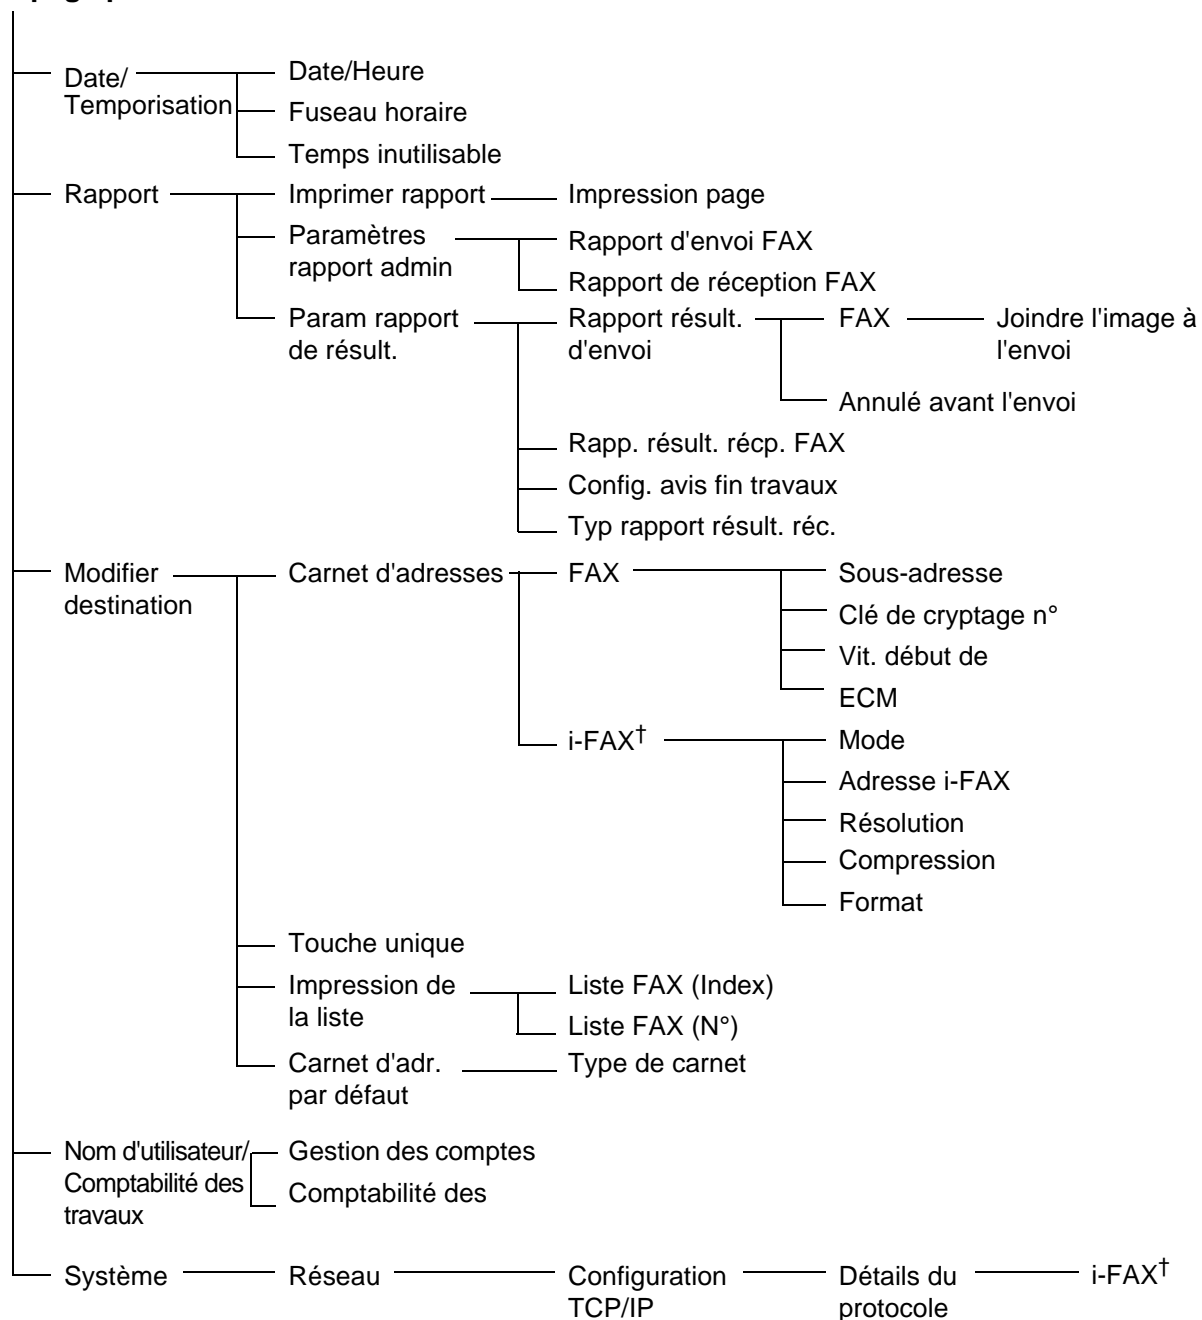 Date/
Temporisation
Date/Heure
Fuseau horaire
Temps inutilisable
Rapport
Imprimer rapport
Impression page
Paramètres
rapport admin
Rapport d'envoi FAX
Rapport de réception FAX
Param rapport
de résult.
Rapport résult.
d'envoi
FAX
Joindre l'image à
l'envoi
Annulé avant l'envoi
Rapp. résult. récp. FAX
Config. avis fin travaux
Typ rapport résult. réc.
Modifier
destination
Carnet d'adresses
FAX
Sous-adresse
Clé de cryptage n°
Vit. début de
ECM
i-FAX†
Mode
Adresse i-FAX
Résolution
Compression
Format
Touche unique
Impression de
la liste
Liste FAX (Index)
Liste FAX (N°)
Carnet d'adr.
par défaut
Type de carnet
Nom d'utilisateur/
Comptabilité des
travaux
Gestion des comptes
Comptabilité des
Système
Réseau
Configuration
TCP/IP
Détails du
protocole
i-FAX†